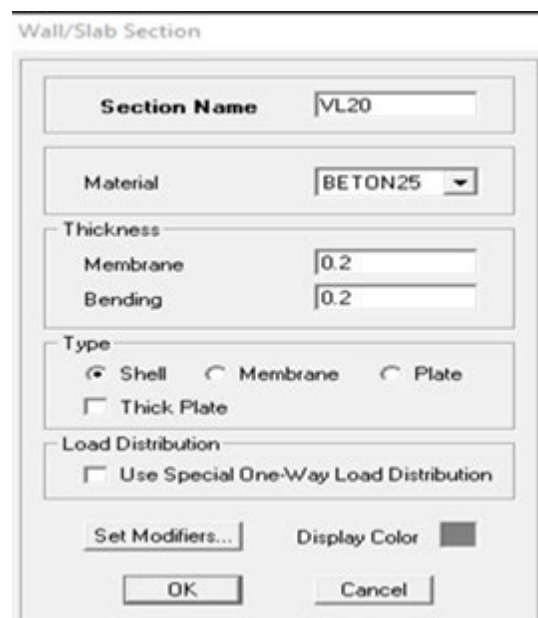 Wall/Slab Section
Section Name VL20
Material BETON25
Thickness
Membrane 0.2
Bending 0.2
Type
Shell Membrane Plate
Thick Plate
Load Distribution
Use Special One-Way Load Distribution
Set Modifiers... Display Color
OK Cancel